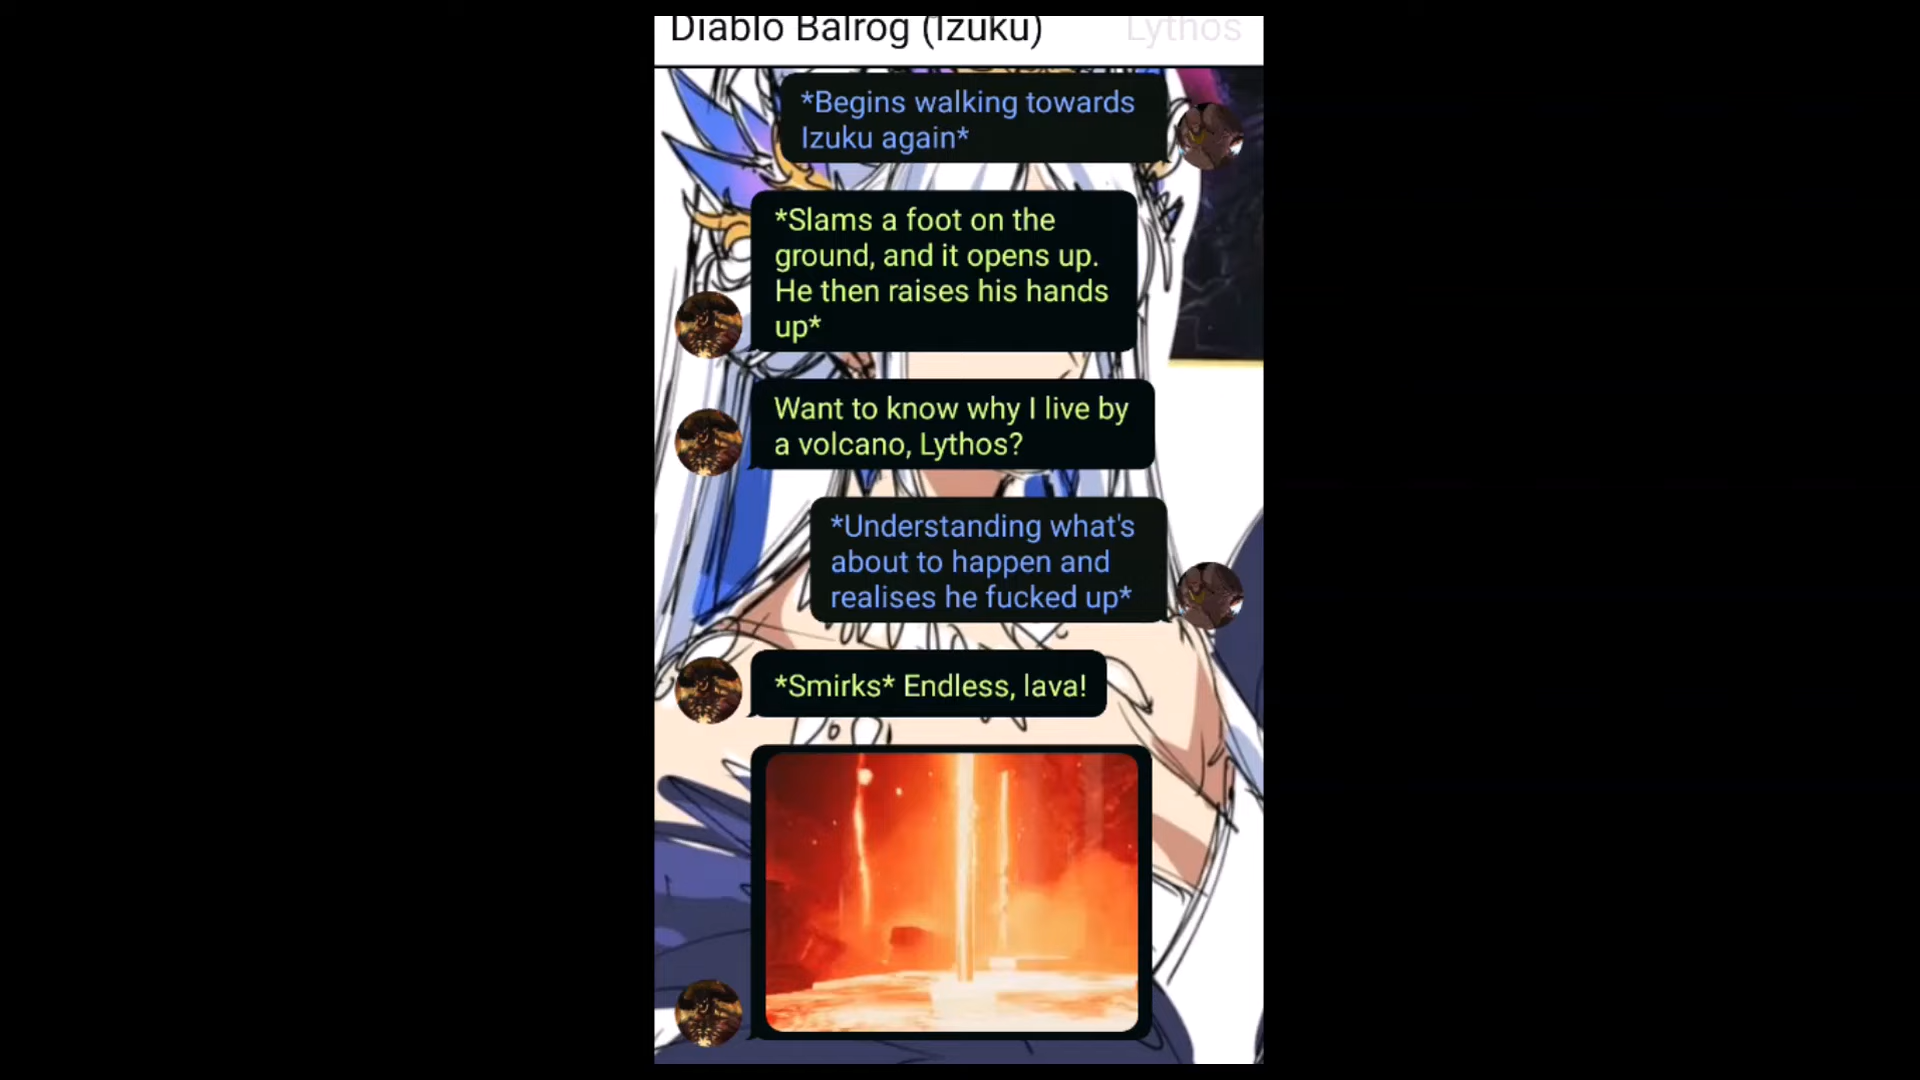 Diablo Balrog (Izuku)
Lythos
*Begins walking towards
Izuku again*
*Slams a foot on the
ground, and it opens up.
He then raises his hands
up*
Want to know why I live by
a volcano, Lythos?
*Understanding what's
about to happen and
realises he fucked up*
*Smirks* Endless, lava!